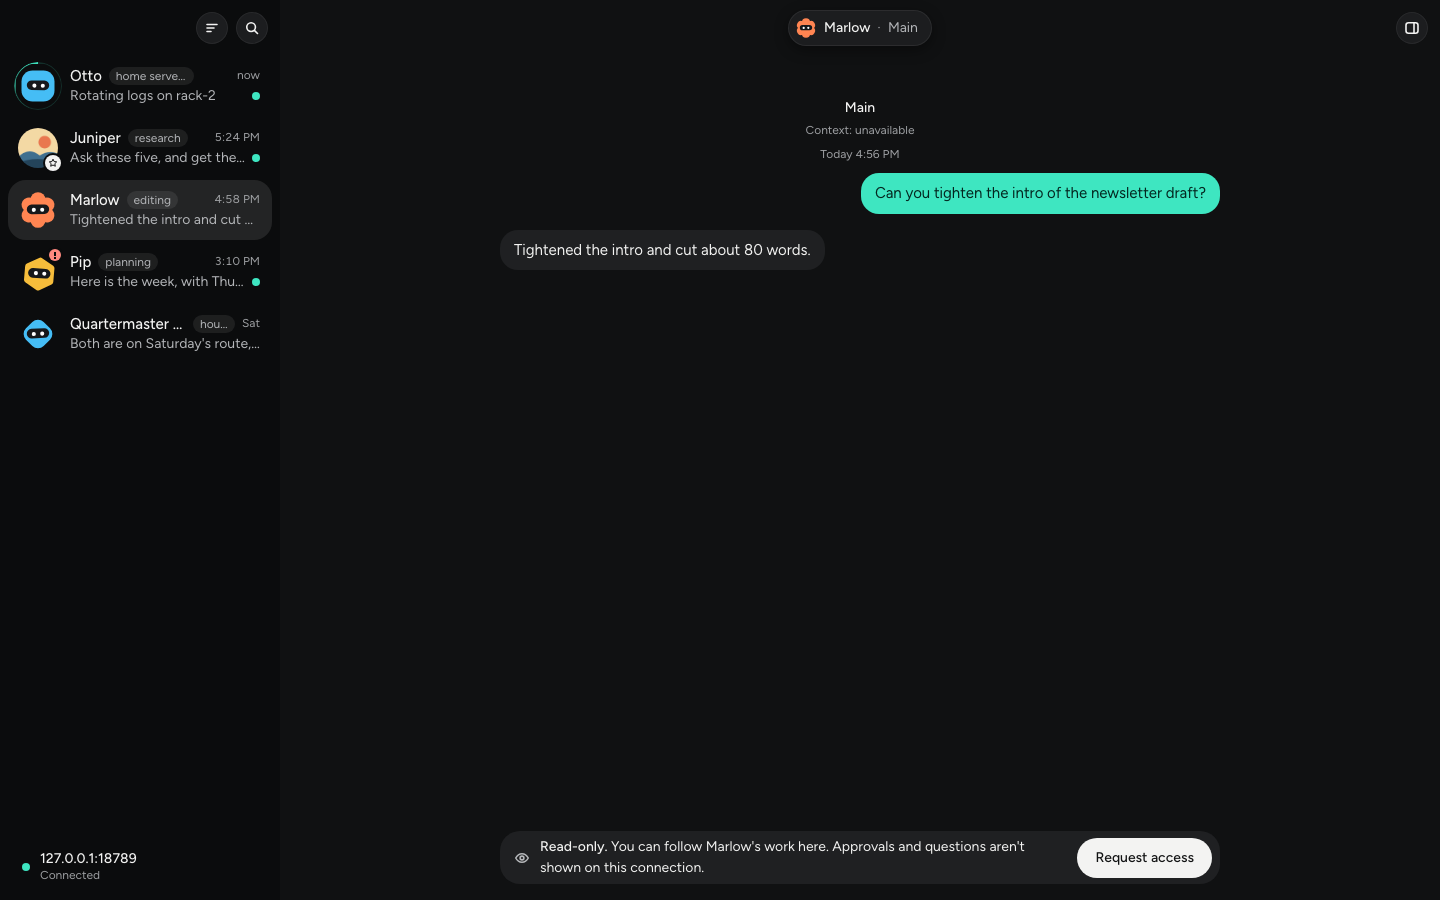 Otto home serve... now
Rotating logs on rack-2
Juniper research 5:24 PM
Ask these five, and get the...
Marlow editing 4:58 PM
Tightened the intro and cut ...
Pip planning 3:10 PM
Here is the week, with Thu...
Quartermaster ... hou... Sat
Both are on Saturday's route,...
127.0.0.1:18789
Connected
Marlow · Main
Main
Context: unavailable
Today 4:56 PM
Can you tighten the intro of the newsletter draft?
Tightened the intro and cut about 80 words.
Read-only. You can follow Marlow's work here. Approvals and questions aren't
shown on this connection.
Request access